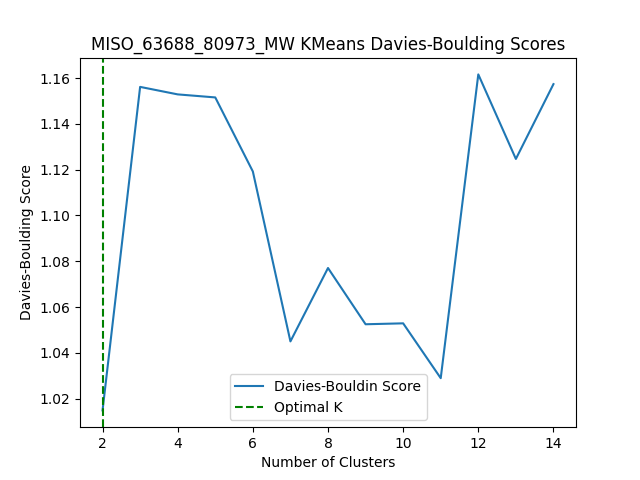 MISO_63688_80973_MW KMeans Davies-Boulding Scores
Davies-Boulding Score
1.16
1.14
1.12
1.10
1.08
1.06
1.04
1.02
Davies-Bouldin Score
Optimal K
2 4 6 8 10 12 14
Number of Clusters